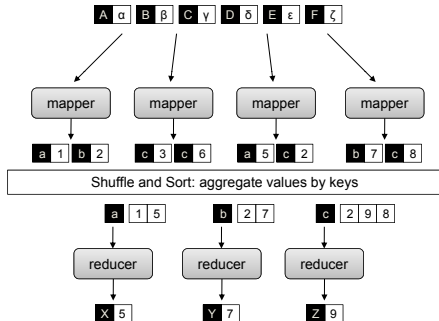 A α B β C γ D δ E ε F ζ
mapper mapper mapper mapper
a 1 b 2 c 3 c 6 a 5 c 2 b 7 c 8
Shuffle and Sort: aggregate values by keys
a 1 5 b 2 7 c 2 9 8
reducer reducer reducer
X 5 Y 7 Z 9